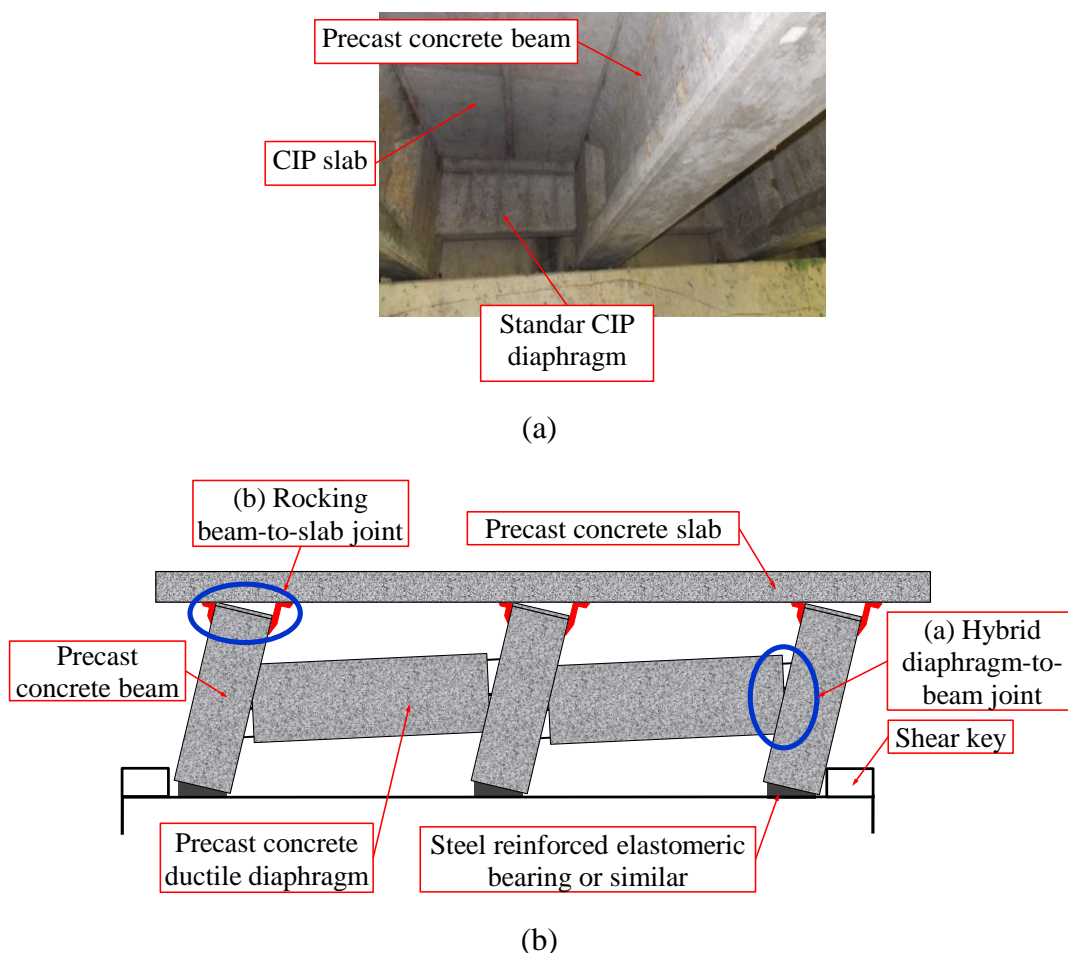 Precast concrete beam
CIP slab
Standar CIP
diaphragm
(a)
(b) Rocking
beam-to-slab joint
Precast concrete slab
Precast
concrete beam
(a) Hybrid
diaphragm-to-
beam joint
Shear key
Precast concrete
ductile diaphragm
Steel reinforced elastomeric
bearing or similar
(b)